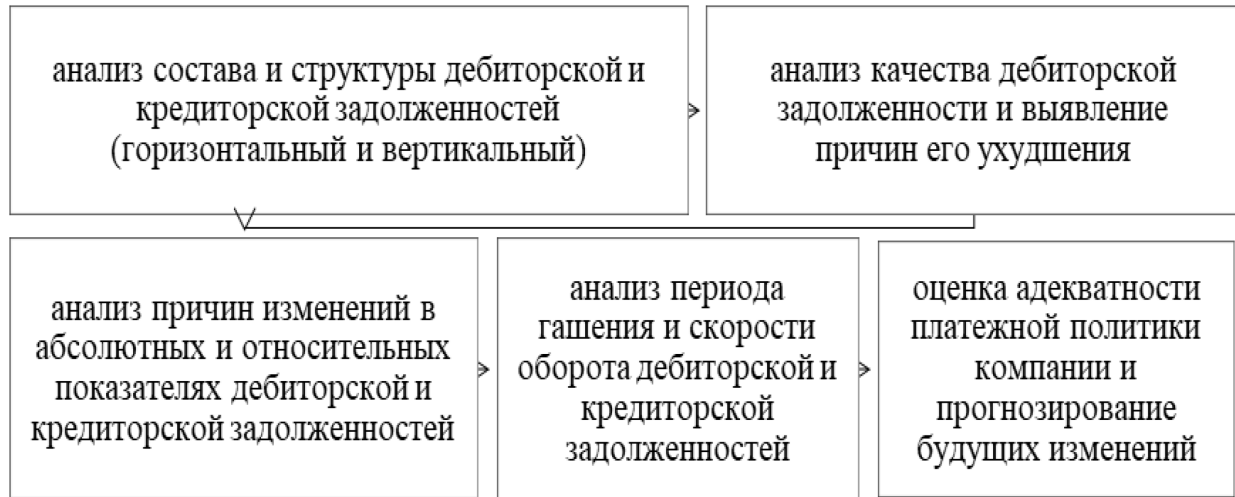 анализ состава и структуры дебиторской и
кредиторской задолженностей
(горизонтальный и вертикальный)
анализ качества дебиторской
задолженности и выявление
причин его ухудшения
анализ причин изменений в
абсолютных и относительных
показателях дебиторской и
кредиторской задолженностей
анализ периода
гашения и скорости
оборота дебиторской и
кредиторской
задолженностей
оценка адекватности
платежной политики
компании и
прогнозирование
будущих изменений